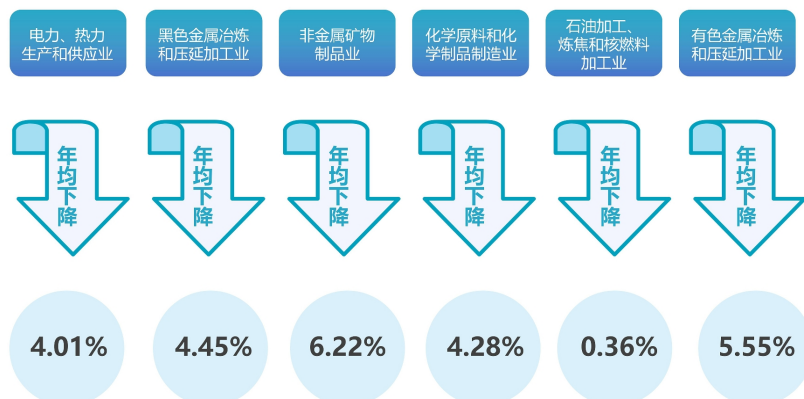 电力、热力
生产和供应业
黑色金属冶炼
和压延加工业
非金属矿物
制品业
化学原料和化
学制品制造业
石油加工、
炼焦和核燃料
加工业
有色金属冶炼
和压延加工业
年均下降
年均下降
年均下降
年均下降
年均下降
年均下降
4.01%
4.45%
6.22%
4.28%
0.36%
5.55%